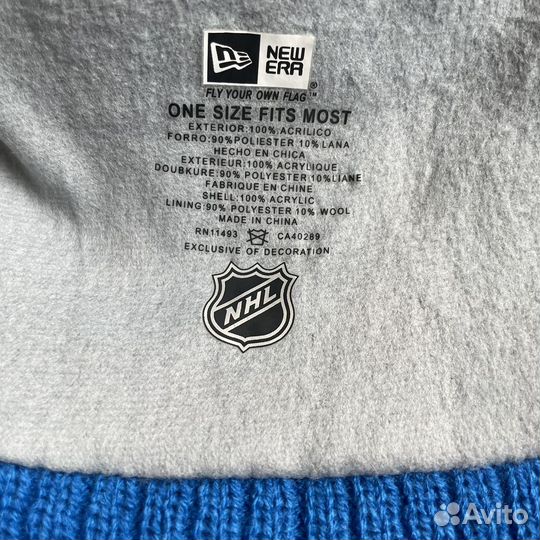 NEW
ERA
®
FLY YOUR OWN FLAG™
ONE SIZE FITS MOST
EXTERIOR:100% ACRILICO
FORRO:90%POLIESTER 10% LANA
HECHO EN CHICA
EXTERIEUR:100% ACRYLIQUE
DOUBKURE:90% POLYESTER 10%LIANE
FABRIQUE EN CHINE
SHELL:100% ACRYLIC
LINING:90% POLYESTER 10% WOOL
MADE IN CHINA
RN11493 CA40289
EXCLUSIVE OF DECORATION
NHL
Avito